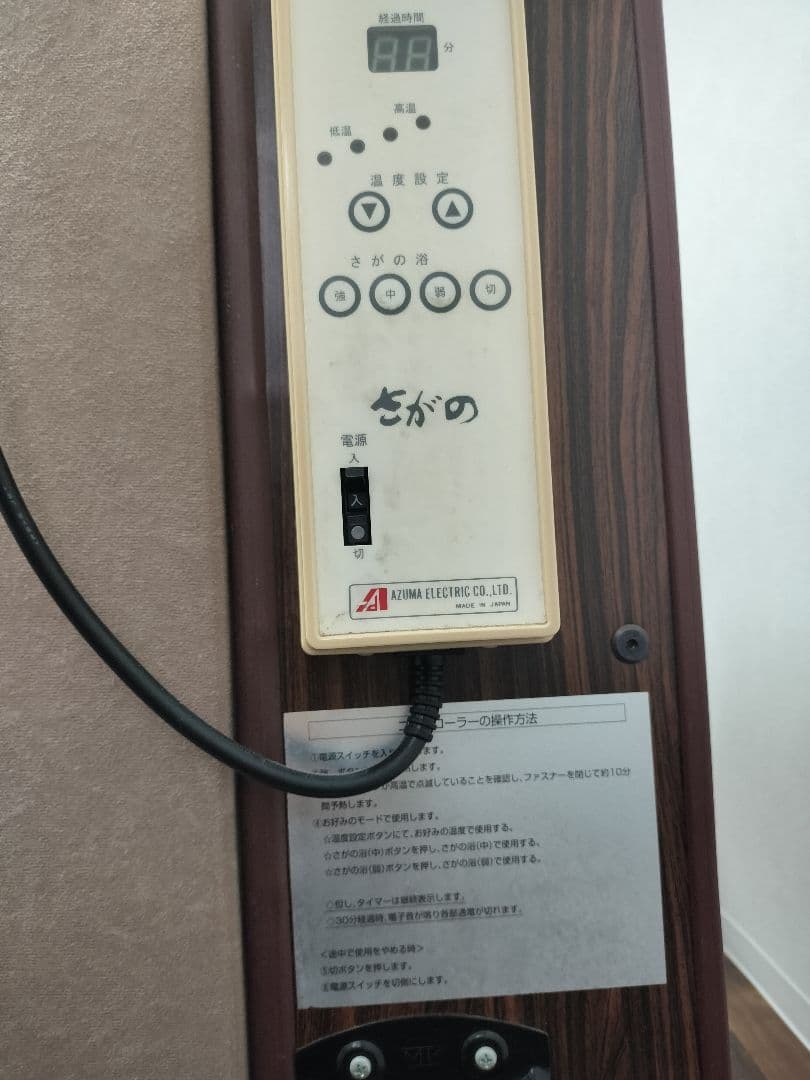 経過時間
分
高温
低温
温度設定
▼ ▲
さがの浴
強 中 弱 切
さがの
電源
入
入
切
AZUMA ELECTRIC CO.,LTD.
MADE IN JAPAN
ローラーの操作方法
①電源スイッチを入 ます。
ボタン します。
が高温で点滅していることを確認し、ファスナーを閉じて約10分
間予熱します。
④お好みのモードで使用します。
☆温度設定ボタンにて、お好みの温度で使用する。
☆さがの浴(中)ボタンを押し、さがの浴(中)で使用する。
☆さがの浴(弱)ボタンを押し、さがの浴(弱)で使用する。
○但し、タイマーは継続表示します。
○30分経過時、電子音が鳴り各部通電が切れます。
＜途中で使用をやめる時＞
⑤切ボタンを押します。
⑥電源スイッチを切側にします。